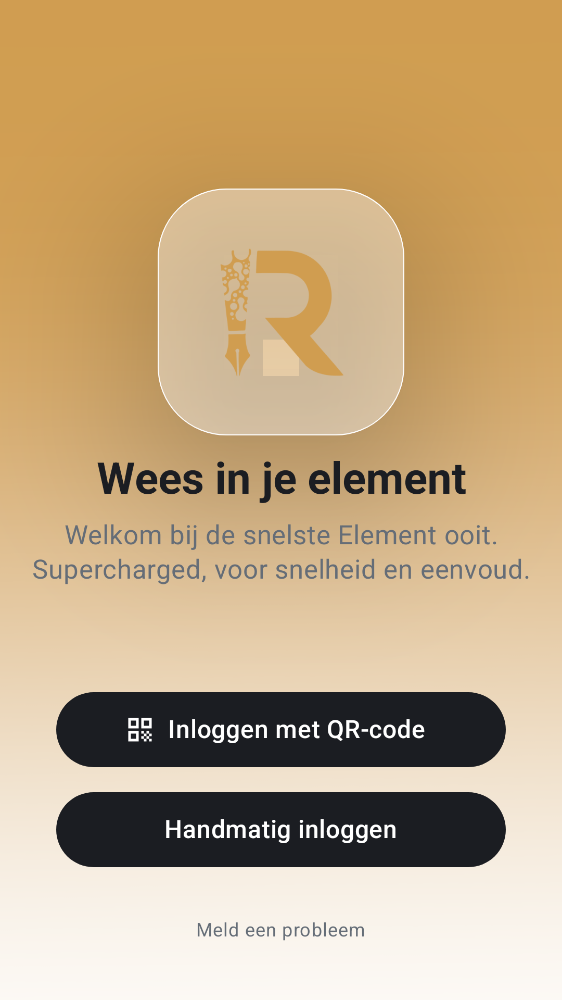 R
Wees in je element
Welkom bij de snelste Element ooit.
Supercharged, voor snelheid en eenvoud.
Inloggen met QR-code
Handmatig inloggen
Meld een probleem